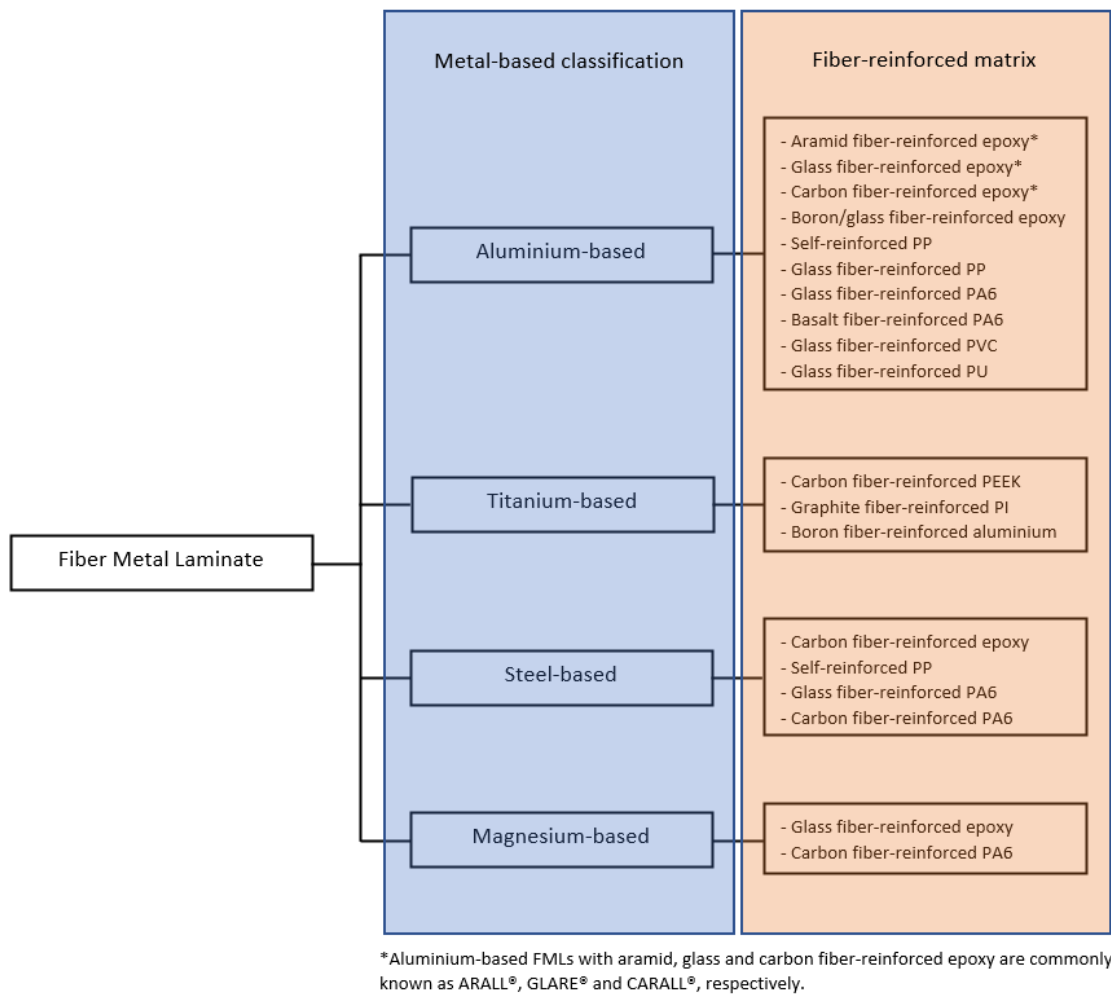 Metal-based classification
Fiber-reinforced matrix
Fiber Metal Laminate
Aluminium-based
- Aramid fiber-reinforced epoxy*
- Glass fiber-reinforced epoxy*
- Carbon fiber-reinforced epoxy*
- Boron/glass fiber-reinforced epoxy
- Self-reinforced PP
- Glass fiber-reinforced PP
- Glass fiber-reinforced PA6
- Basalt fiber-reinforced PA6
- Glass fiber-reinforced PVC
- Glass fiber-reinforced PU
Titanium-based
- Carbon fiber-reinforced PEEK
- Graphite fiber-reinforced PI
- Boron fiber-reinforced aluminium
Steel-based
- Carbon fiber-reinforced epoxy
- Self-reinforced PP
- Glass fiber-reinforced PA6
- Carbon fiber-reinforced PA6
Magnesium-based
- Glass fiber-reinforced epoxy
- Carbon fiber-reinforced PA6
*Aluminium-based FMLs with aramid, glass and carbon fiber-reinforced epoxy are commonly
known as ARALL®, GLARE® and CARALL®, respectively.